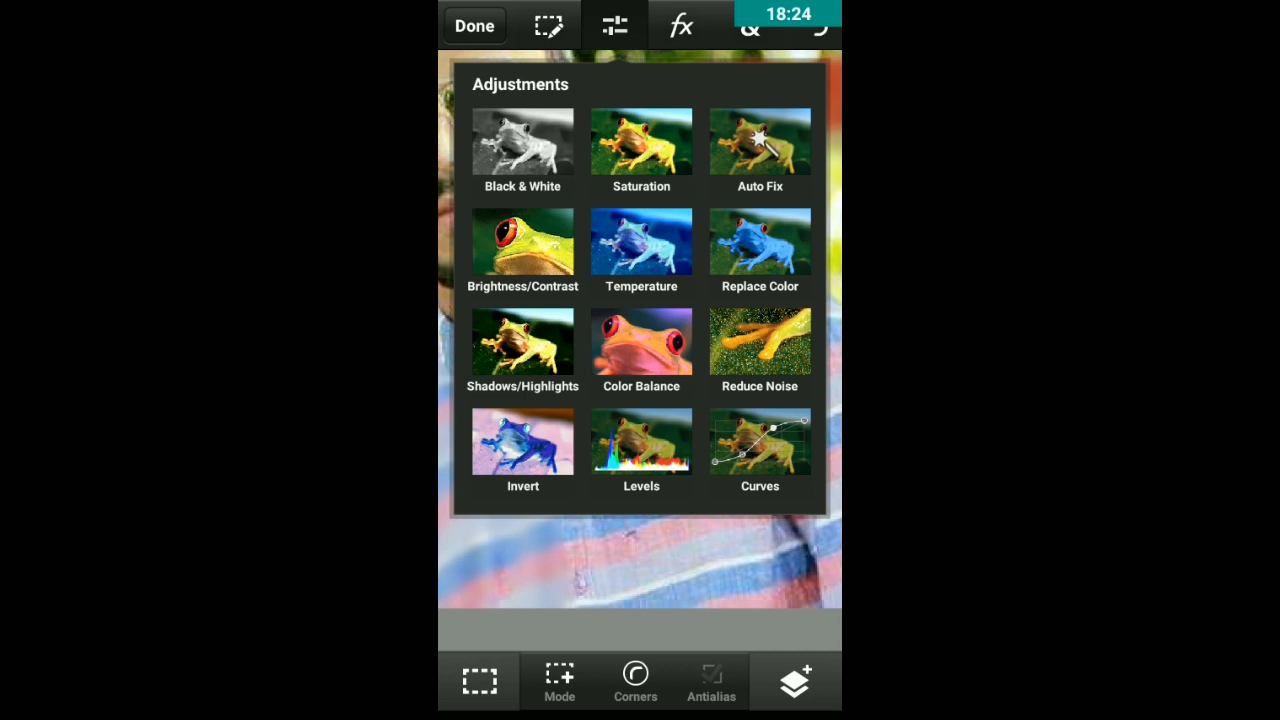 Done
fx
&
18:24
Adjustments
Black & White
Saturation
Auto Fix
Brightness/Contrast
Temperature
Replace Color
Shadows/Highlights
Color Balance
Reduce Noise
Invert
Levels
Curves
Mode
Corners
Antialias